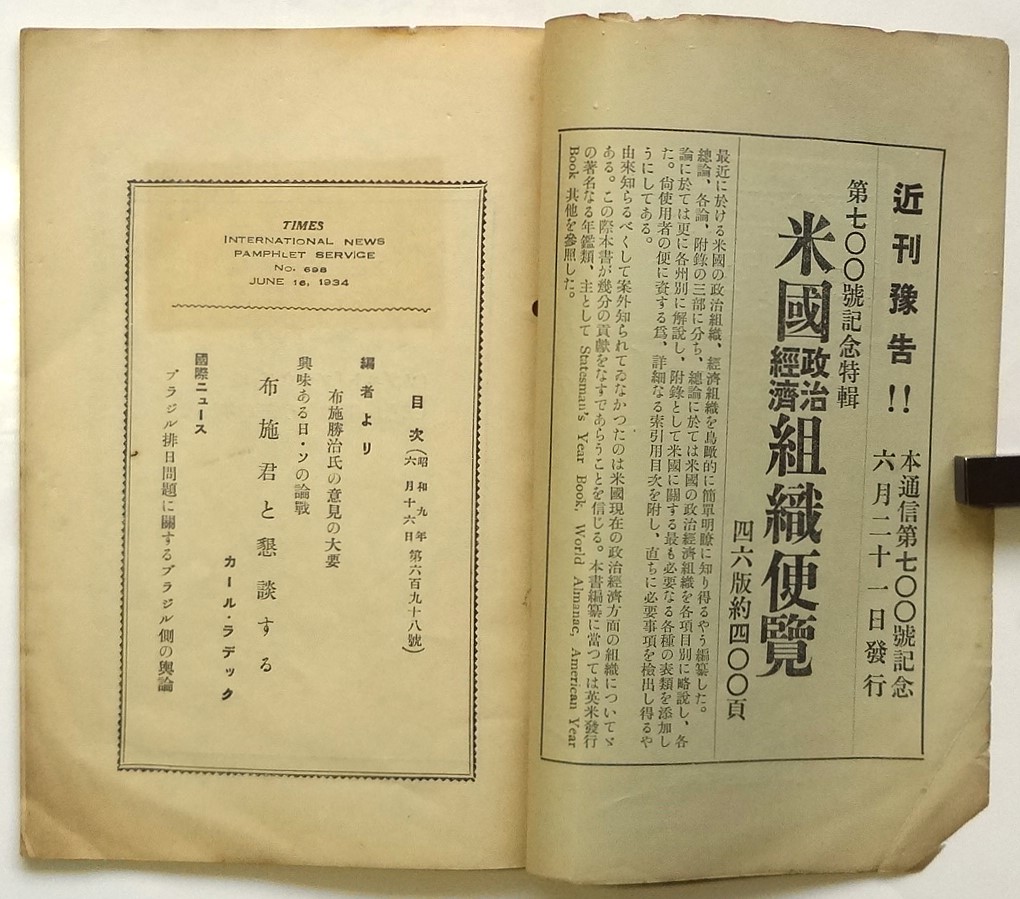 近刊豫告!!
本通信第七〇〇號記念
六月二十一日發行
第七〇〇號記念特輯
米國政治經濟組織便覽
四六版約四〇〇頁
最近に於ける米國の政治組織、經濟組織を鳥瞰的に簡單明瞭に知り得るやう編纂した。
總論、各論、附錄の三部に分ち、總論に於ては米國の政治經濟組織を各項目別に略說し、各
論に於ては更に各州別に解說し、附錄として米國に關する最も必要なる各種の表類を添加し
た。尙使用者の便に資する爲、詳細なる索引用目次を附し、直ちに必要事項を檢出し得るや
うにしてある。
由來知らるべくして案外知られてゐなかつたのは米國現在の政治經濟方面の組織についてゞ
ある。この際本書が幾分の貢獻をなすであらうことを信じる。本書編纂に當つては英米發行
の著名なる年鑑類、主として Statesman's Year Book, World Almanac, American Year
Book 其他を參照した。
TIMES
INTERNATIONAL NEWS
PAMPHLET SERVICE
No. 698
JUNE 16, 1934
目次(昭和九年六月十六日第六百九十八號)
編者より
布施勝治氏の意見の大要
興味ある日・ソの論戰
布施君と懇談する
カール・ラデック
國際ニュース
ブラジル排日問題に關するブラジル側の輿論